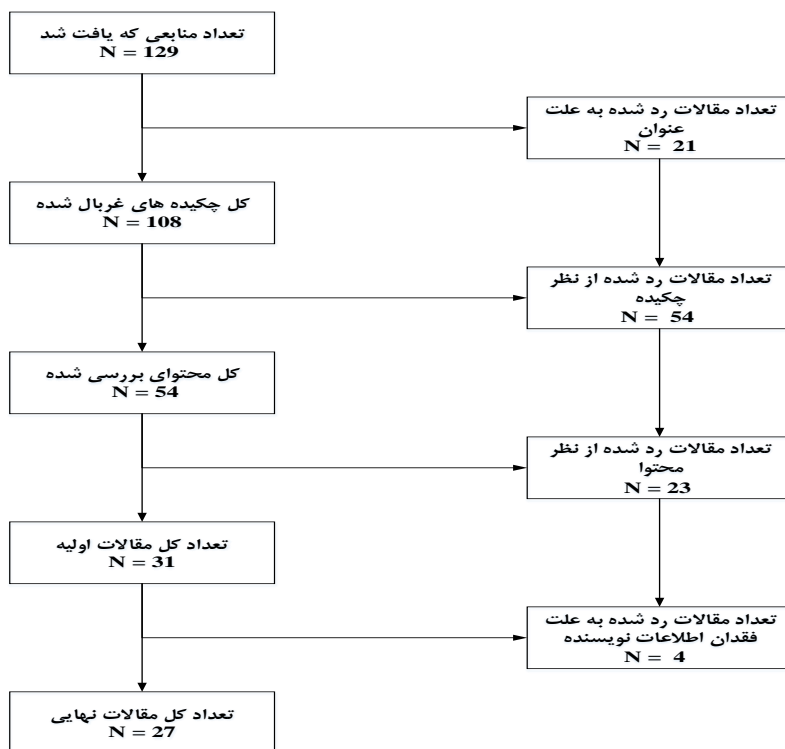 تعداد منابعی که یافت شد
N = 129
تعداد مقالات رد شده به علت
عنوان
N = 21
کل چکیده های غربال شده
N = 108
تعداد مقالات رد شده از نظر
چکیده
N = 54
کل محتوای بررسی شده
N = 54
تعداد مقالات رد شده از نظر
محتوا
N = 23
تعداد کل مقالات اولیه
N = 31
تعداد مقالات رد شده به علت
فقدان اطلاعات نویسنده
N = 4
تعداد کل مقالات نهایی
N = 27